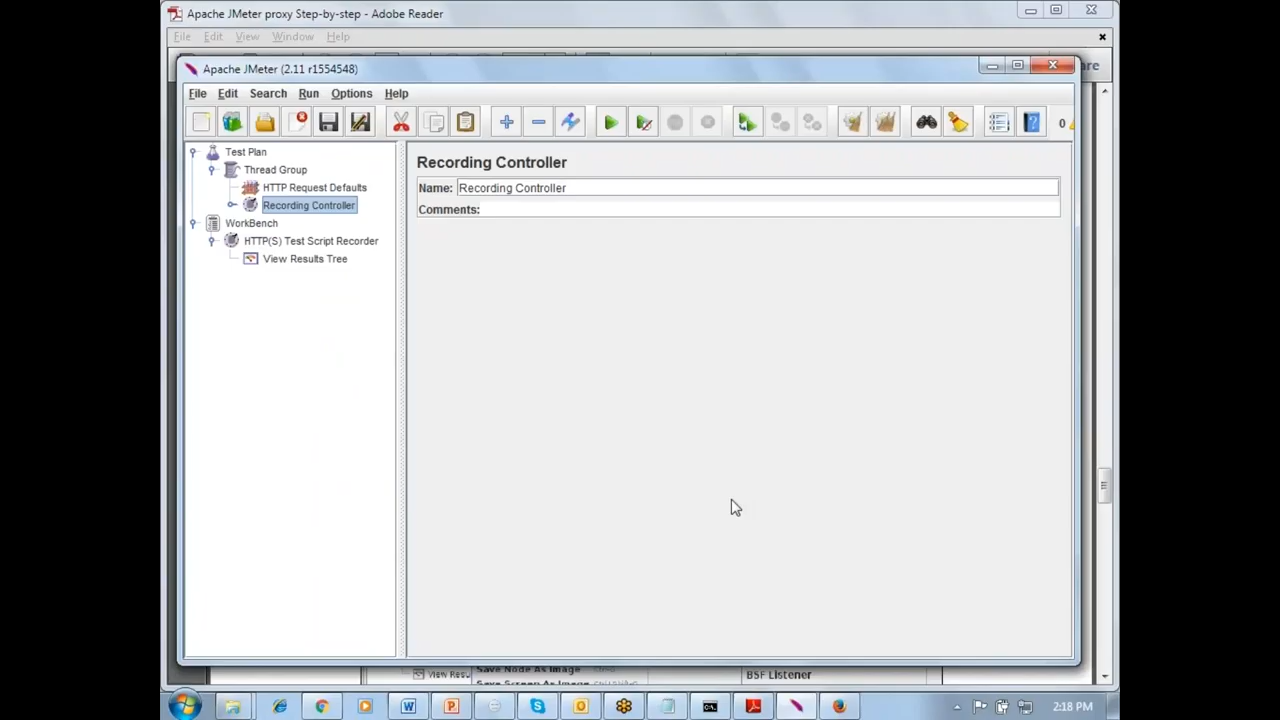 Apache JMeter proxy Step-by-step - Adobe Reader
File Edit View Window Help
Apache JMeter (2.11 r1554548)
File Edit Search Run Options Help
0
Test Plan
Thread Group
HTTP Request Defaults
Recording Controller
WorkBench
HTTP(S) Test Script Recorder
View Results Tree
Recording Controller
Name: Recording Controller
Comments:
Save Node As Image
BSF Listener
2:18 PM